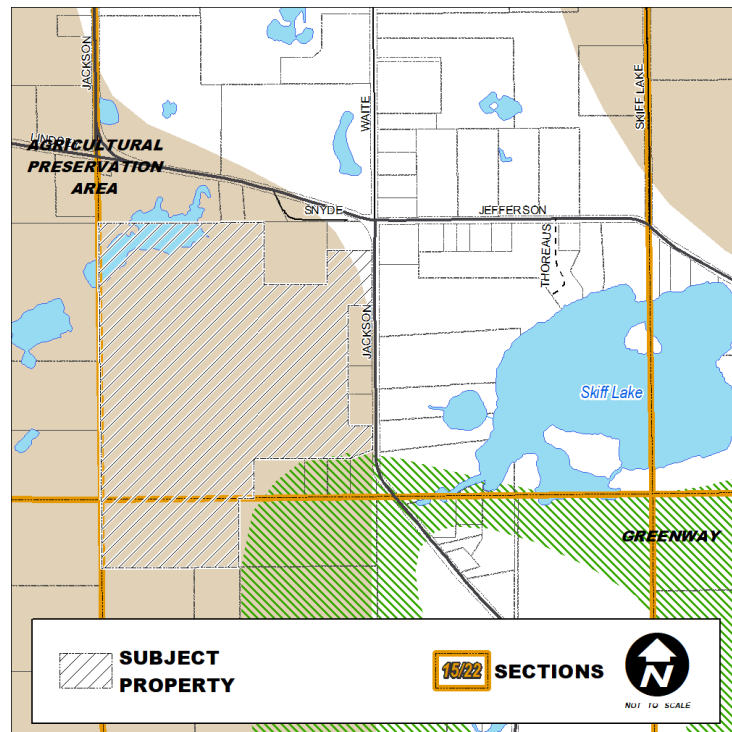 JACKSON
WAITE
SKIFF LAKE
AGRICULTURAL
PRESERVATION
AREA
SNYDE
JEFFERSON
THOREAUS
JACKSON
Skiff Lake
GREENWAY
SUBJECT
PROPERTY
15/22 SECTIONS
N
NOT TO SCALE